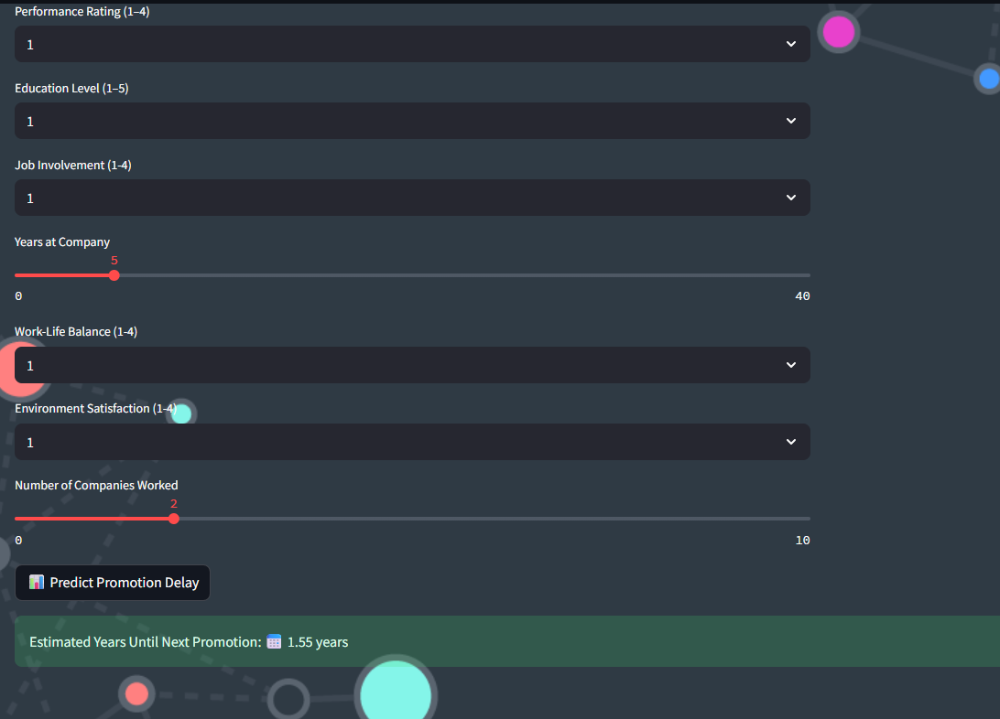 Performance Rating (1–4)
1
Education Level (1–5)
1
Job Involvement (1-4)
1
Years at Company
5
0 40
Work-Life Balance (1-4)
1
Environment Satisfaction (1-4)
1
Number of Companies Worked
2
0 10
📊 Predict Promotion Delay
Estimated Years Until Next Promotion: 📅 1.55 years